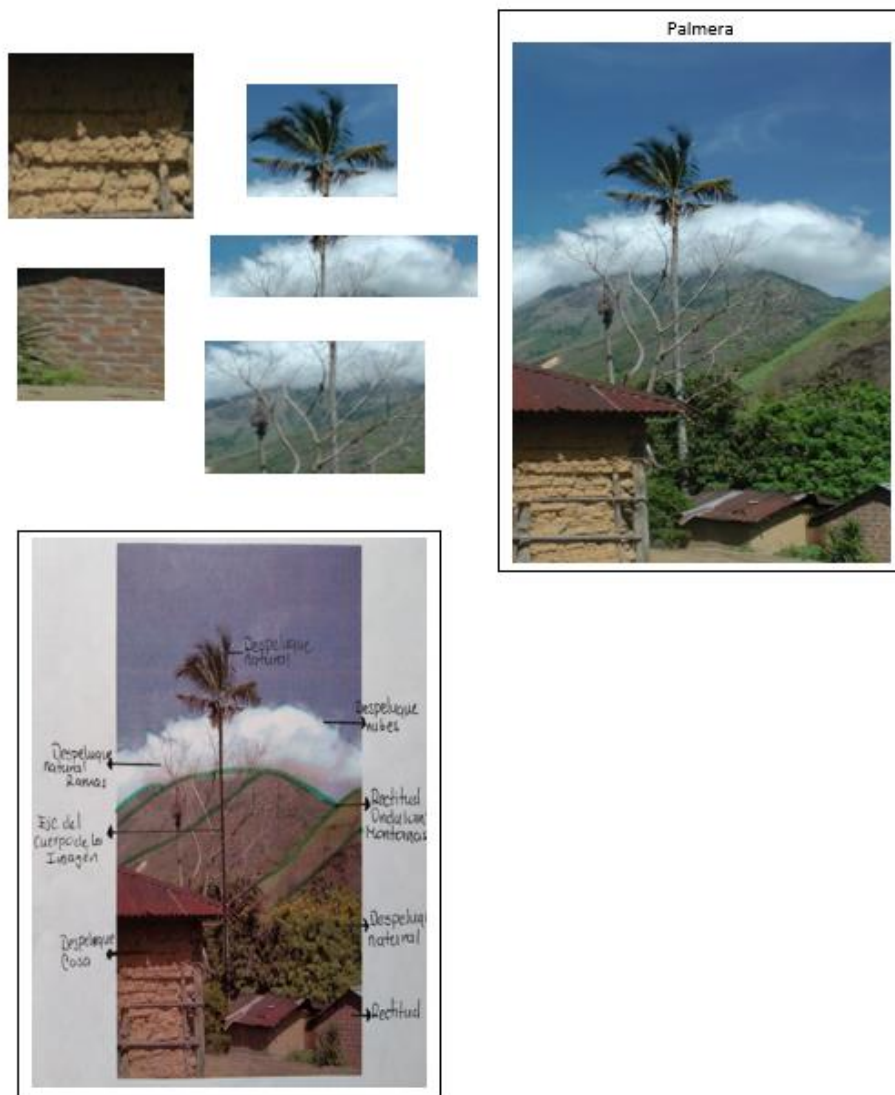 Palmera
Despeluque
natural
Despeluque
nubes
Despeluque
natural
Ramas
Rectitud
Montañas
Eje del
Cuerpo de la
Imagen
Despeluque
natural
Despeluque
Casa
Rectitud